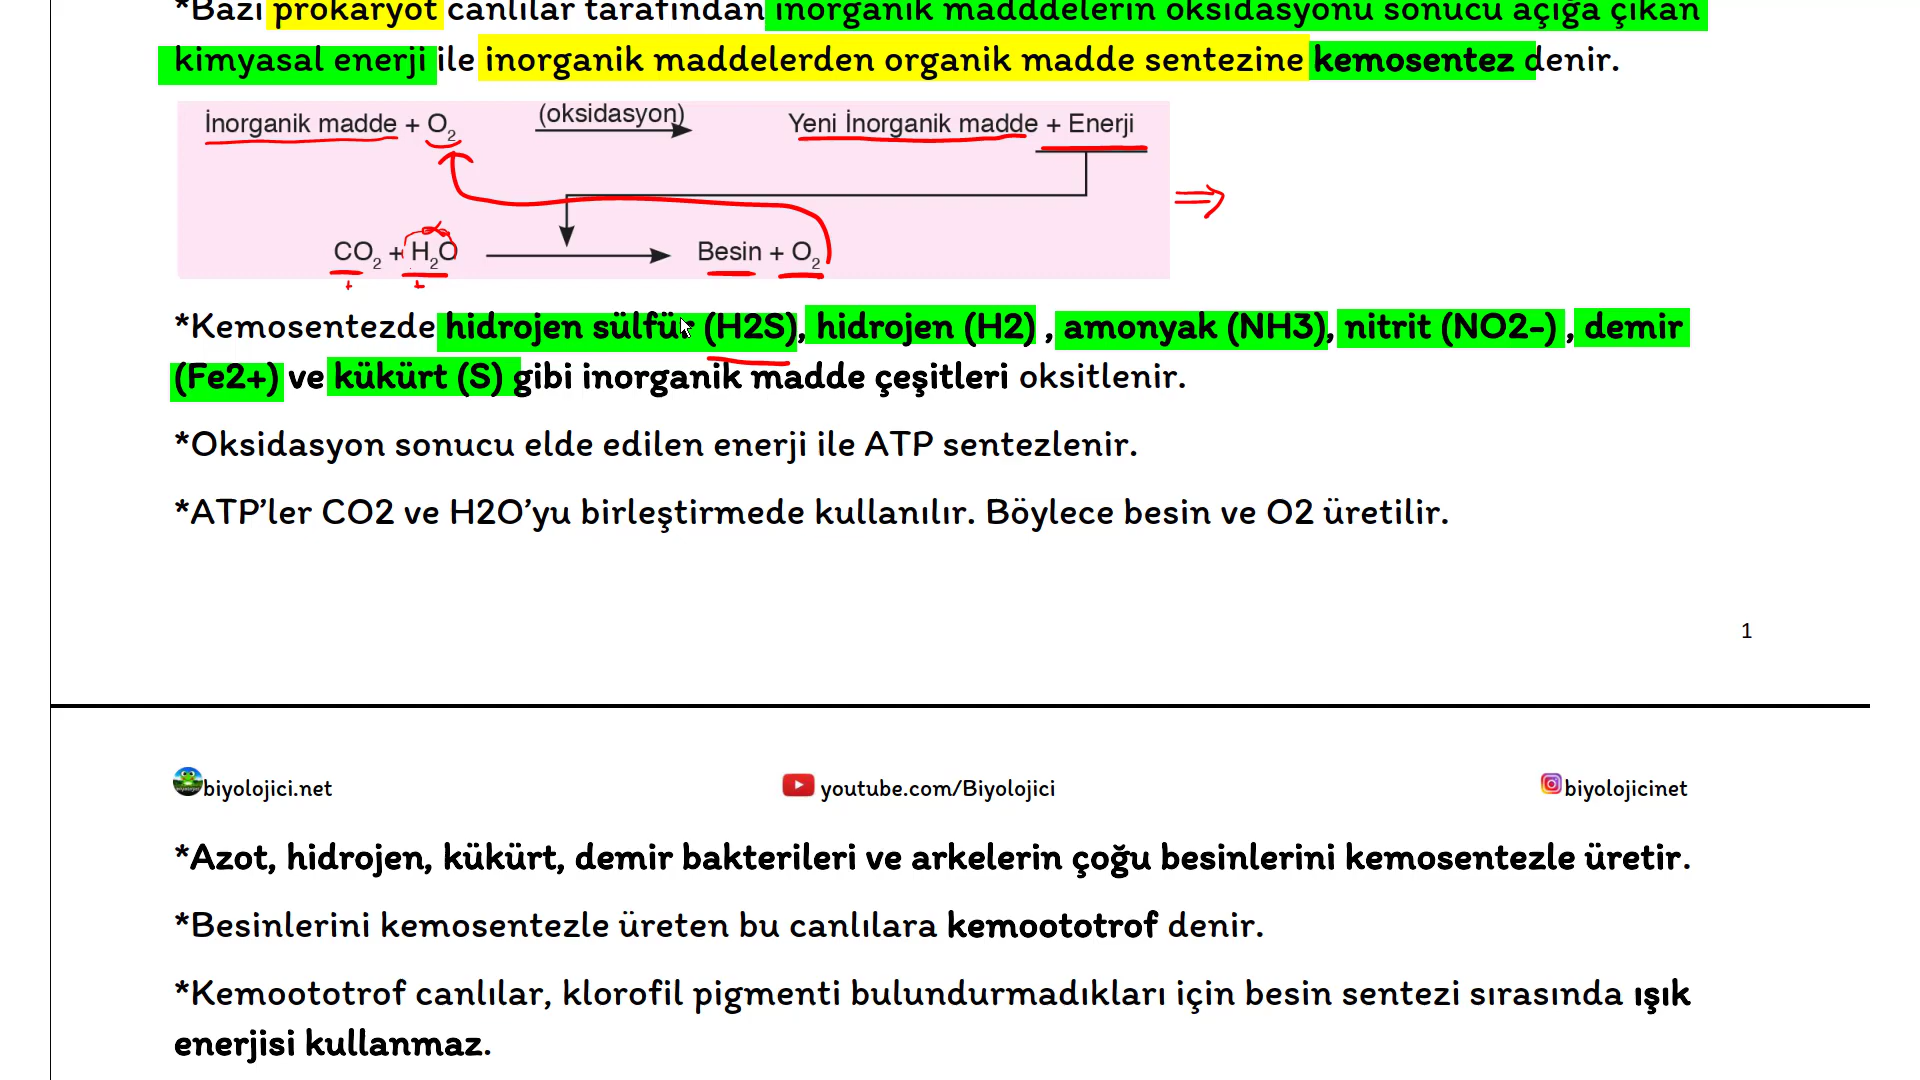 *Bazı prokaryot canlılar tarafından inorganik madddelerin oksidasyonu sonucu açığa çıkan
kimyasal enerji ile inorganik maddelerden organik madde sentezine kemosentez denir.
İnorganik madde + O2 (oksidasyon) Yeni İnorganik madde + Enerji
CO2 + H2O Besin + O2
*Kemosentezde hidrojen sülfür (H2S), hidrojen (H2) , amonyak (NH3), nitrit (NO2-) , demir
(Fe2+) ve kükürt (S) gibi inorganik madde çeşitleri oksitlenir.
*Oksidasyon sonucu elde edilen enerji ile ATP sentezlenir.
*ATP’ler CO2 ve H2O’yu birleştirmede kullanılır. Böylece besin ve O2 üretilir.
1
biyolojici.net youtube.com/Biyolojici biyolojicinet
*Azot, hidrojen, kükürt, demir bakterileri ve arkelerin çoğu besinlerini kemosentezle üretir.
*Besinlerini kemosentezle üreten bu canlılara kemoototrof denir.
*Kemoototrof canlılar, klorofil pigmenti bulundurmadıkları için besin sentezi sırasında ışık
enerjisi kullanmaz.